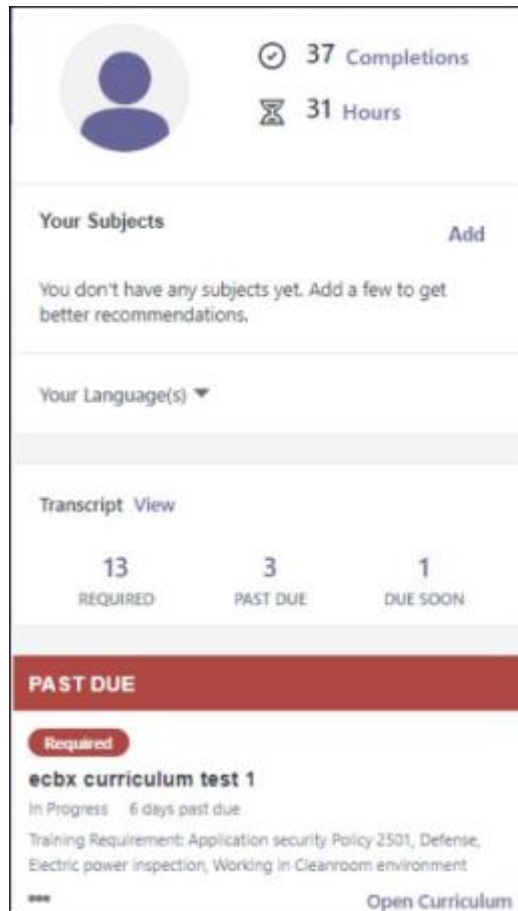 37 Completions
31 Hours
Your Subjects
Add
You don't have any subjects yet. Add a few to get
better recommendations.
Your Language(s)
Transcript View
13 3 1
REQUIRED PAST DUE DUE SOON
PAST DUE
Required
ecbx curriculum test 1
In Progress 6 days past due
Training Requirement: Application security Policy 2501, Defense,
Electric power inspection, Working in Cleanroom environment
Open Curriculum